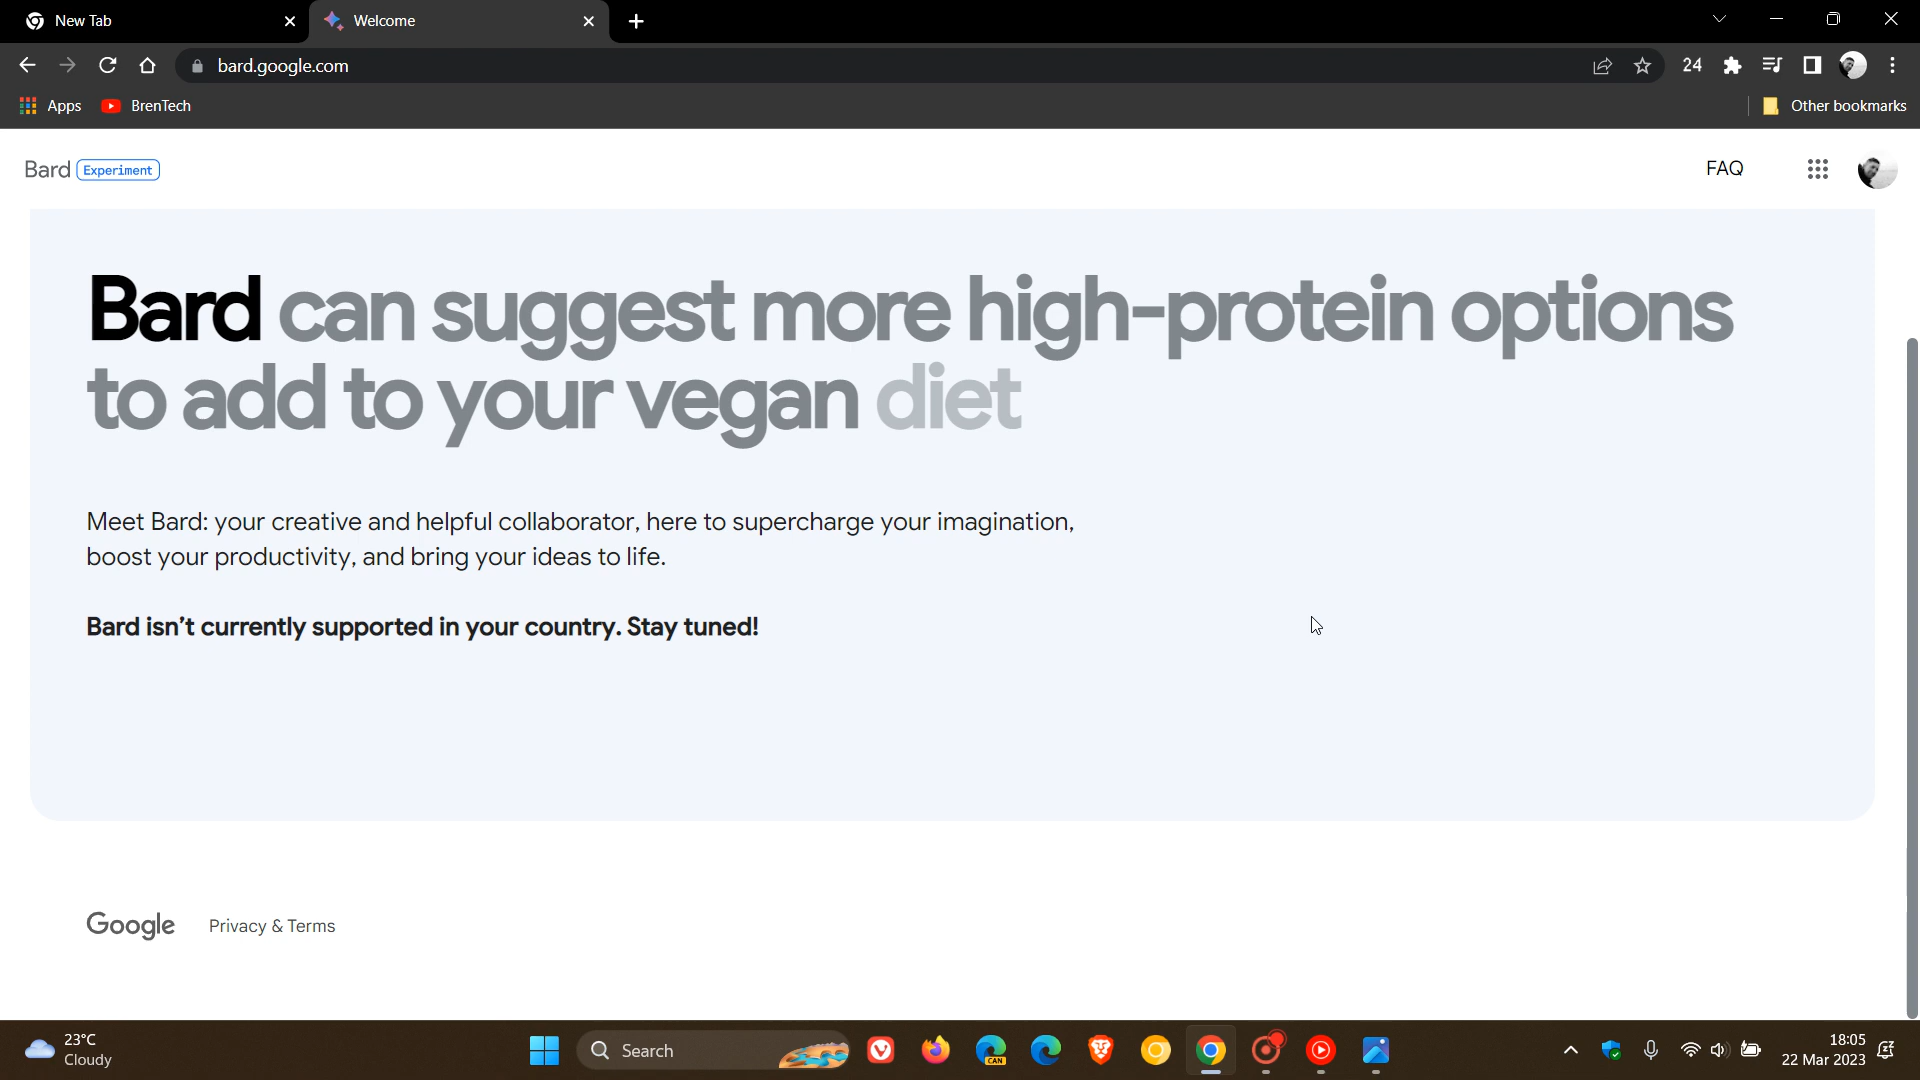 New Tab
Welcome
bard.google.com
24
Apps
BrenTech
Other bookmarks
Bard Experiment
FAQ
Bard can suggest more high-protein options
to add to your vegan diet
Meet Bard: your creative and helpful collaborator, here to supercharge your imagination,
boost your productivity, and bring your ideas to life.
Bard isn’t currently supported in your country. Stay tuned!
Google
Privacy & Terms
23°C
Cloudy
Search
CAN
18:05
22 Mar 2023